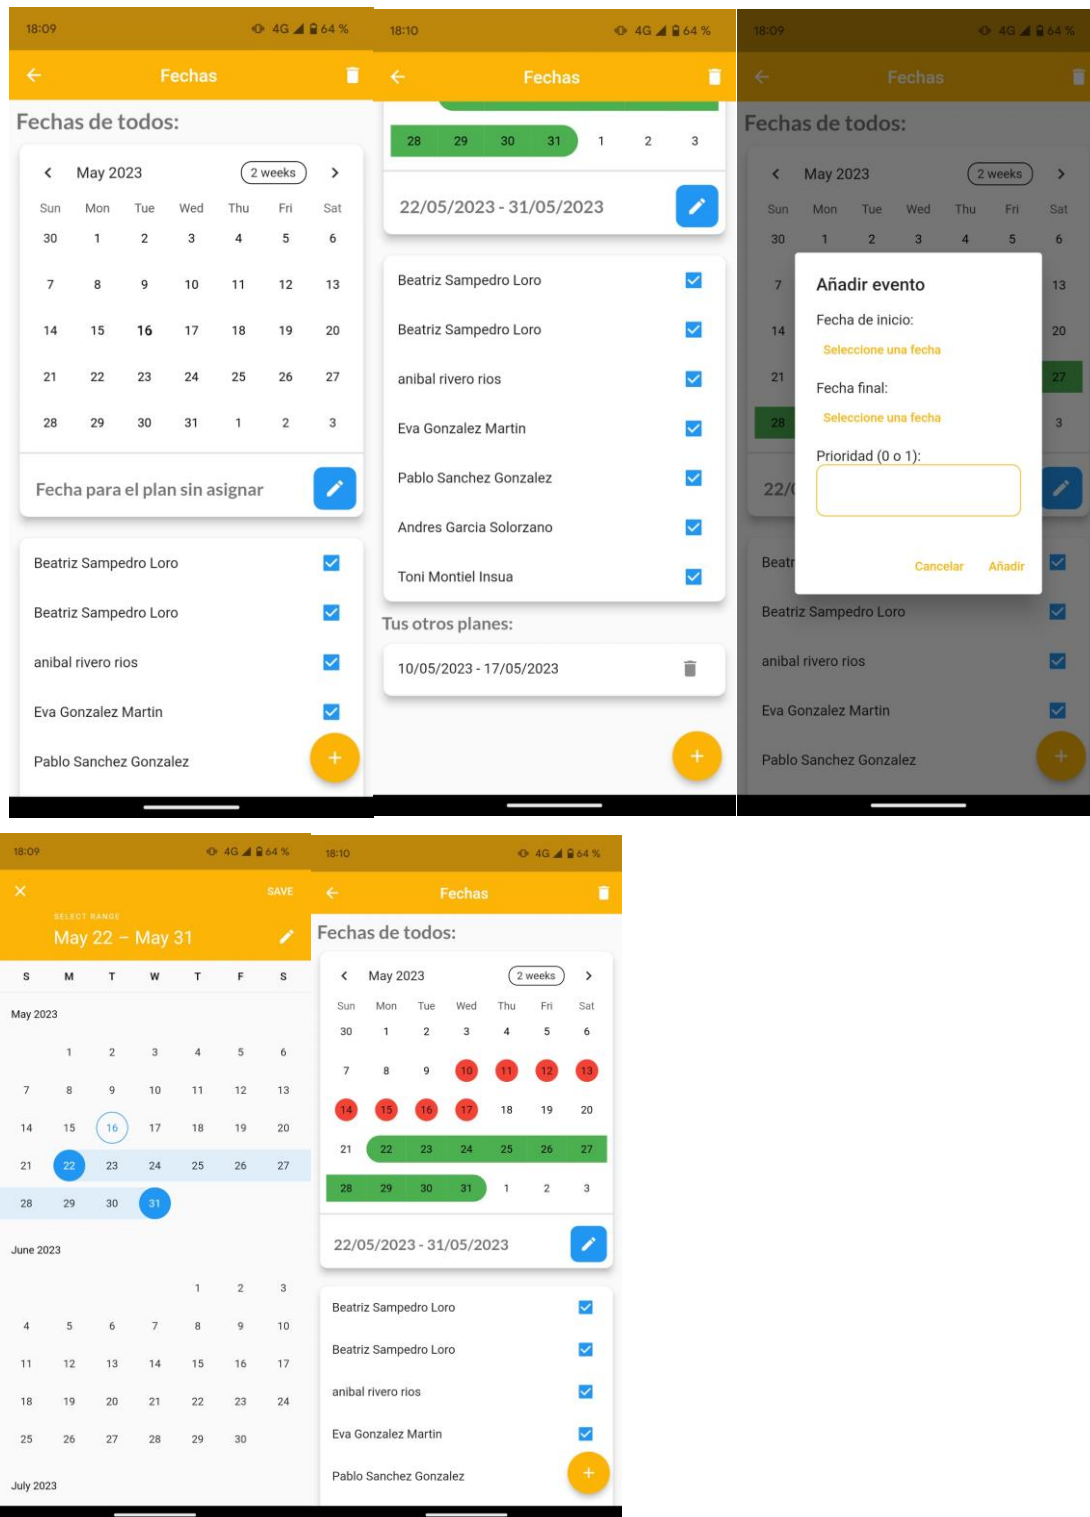 18:09 4G 64 %
Fechas
Fechas de todos:
May 2023 2 weeks
Sun Mon Tue Wed Thu Fri Sat
30 1 2 3 4 5 6
7 8 9 10 11 12 13
14 15 16 17 18 19 20
21 22 23 24 25 26 27
28 29 30 31 1 2 3
Fecha para el plan sin asignar
Beatriz Sampedro Loro
Beatriz Sampedro Loro
anibal rivero rios
Eva Gonzalez Martin
Pablo Sanchez Gonzalez
+
18:10 4G 64 %
Fechas
28 29 30 31 1 2 3
22/05/2023 - 31/05/2023
Beatriz Sampedro Loro
Beatriz Sampedro Loro
anibal rivero rios
Eva Gonzalez Martin
Pablo Sanchez Gonzalez
Andres Garcia Solorzano
Toni Montiel Insua
Tus otros planes:
10/05/2023 - 17/05/2023
+
18:09 4G 64 %
Fechas
Fechas de todos:
May 2023 2 weeks
Sun Mon Tue Wed Thu Fri Sat
30 1 2 3 4 5 6
7 13
14 20
21 27
28 3
22/0
Añadir evento
Fecha de inicio:
Seleccione una fecha
Fecha final:
Seleccione una fecha
Prioridad (0 o 1):
Cancelar Añadir
Beatr
Beatriz Sampedro Loro
anibal rivero rios
Eva Gonzalez Martin
Pablo Sanchez Gonzalez
+
18:09 4G 64 %
SAVE
SELECT RANGE
May 22 – May 31
S M T W T F S
May 2023
1 2 3 4 5 6
7 8 9 10 11 12 13
14 15 16 17 18 19 20
21 22 23 24 25 26 27
28 29 30 31
June 2023
1 2 3
4 5 6 7 8 9 10
11 12 13 14 15 16 17
18 19 20 21 22 23 24
25 26 27 28 29 30
July 2023
18:10 4G 64 %
Fechas
Fechas de todos:
May 2023 2 weeks
Sun Mon Tue Wed Thu Fri Sat
30 1 2 3 4 5 6
7 8 9 10 11 12 13
14 15 16 17 18 19 20
21 22 23 24 25 26 27
28 29 30 31 1 2 3
22/05/2023 - 31/05/2023
Beatriz Sampedro Loro
Beatriz Sampedro Loro
anibal rivero rios
Eva Gonzalez Martin
Pablo Sanchez Gonzalez
+